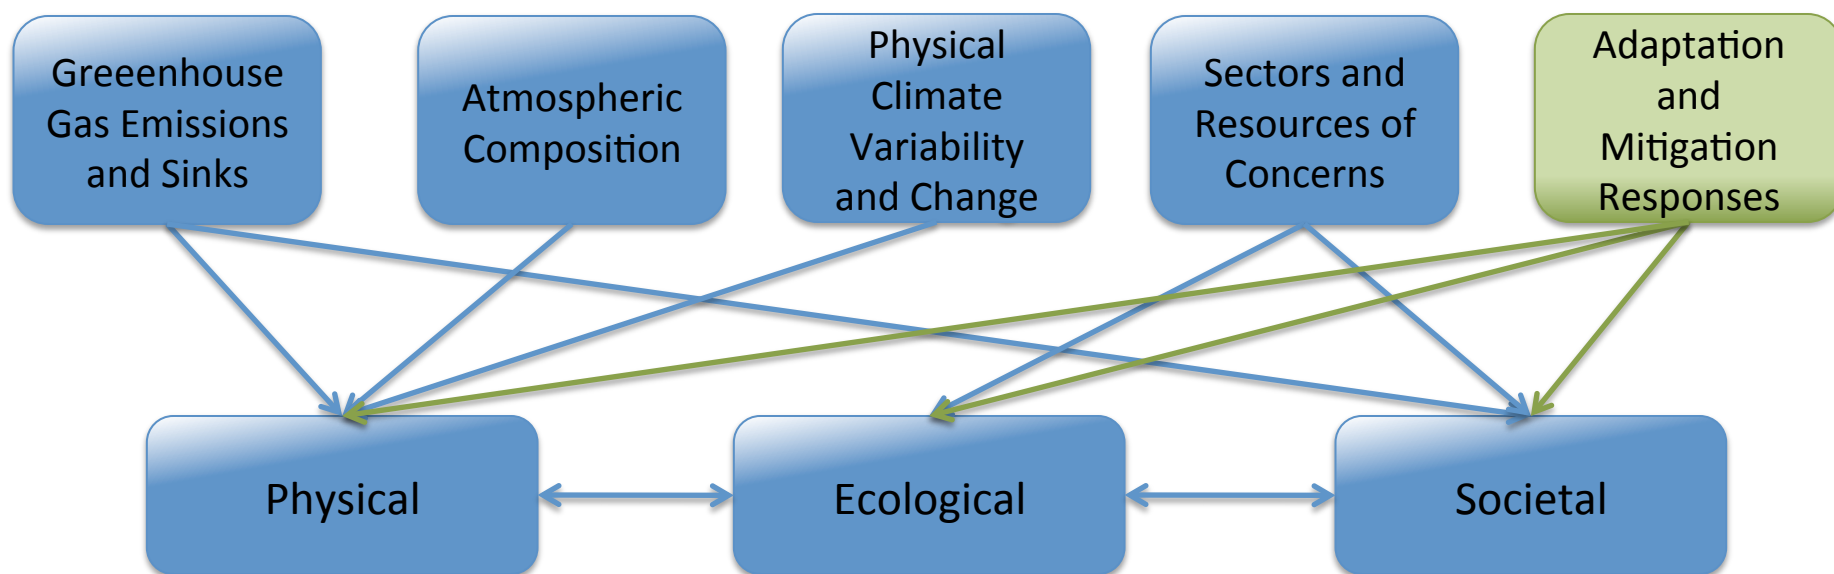 Greeenhouse
Gas Emissions
and Sinks
Atmospheric
Composition
Physical
Climate
Variability
and Change
Sectors and
Resources of
Concerns
Adaptation
and
Mitigation
Responses
Physical
Ecological
Societal